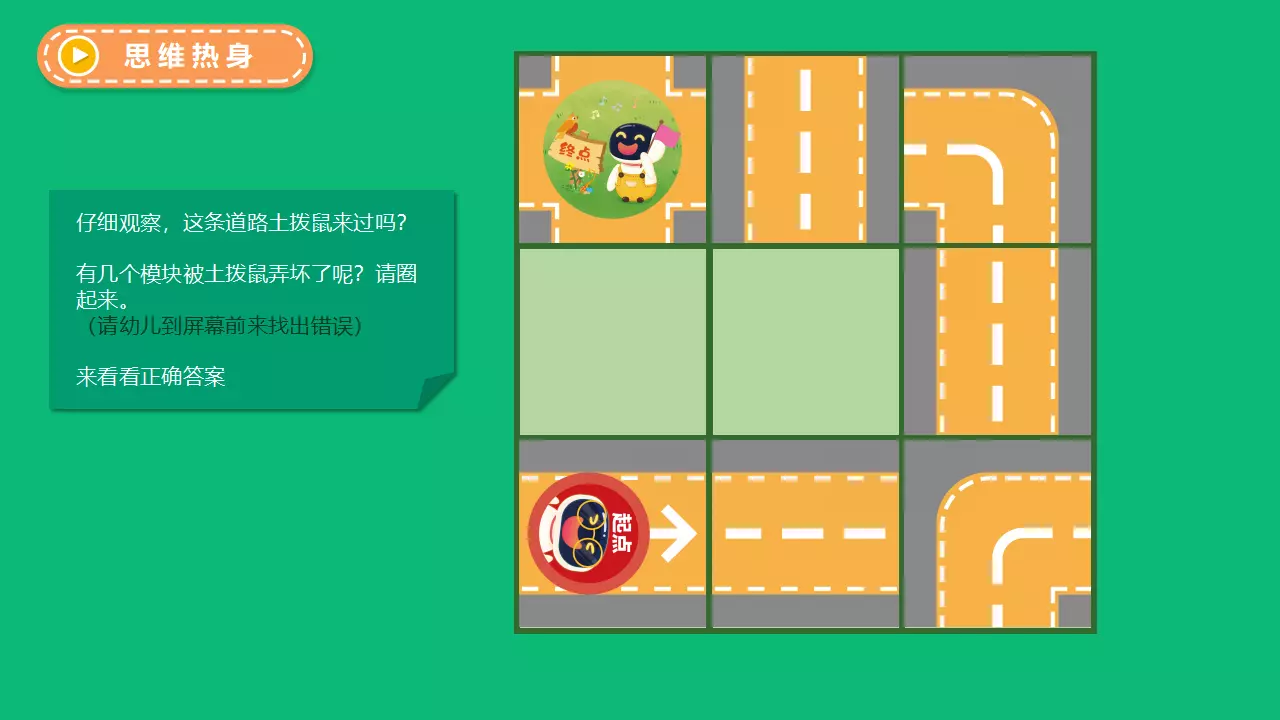 思维热身
仔细观察，这条道路土拨鼠来过吗？
有几个模块被土拨鼠弄坏了呢？请圈
起来。
（请幼儿到屏幕前来找出错误）
来看看正确答案
终点
起点